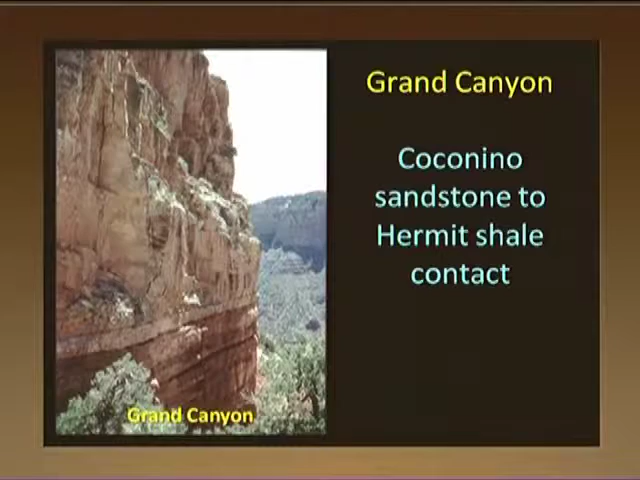 Grand Canyon
Coconino
sandstone to
Hermit shale
contact
Grand Canyon